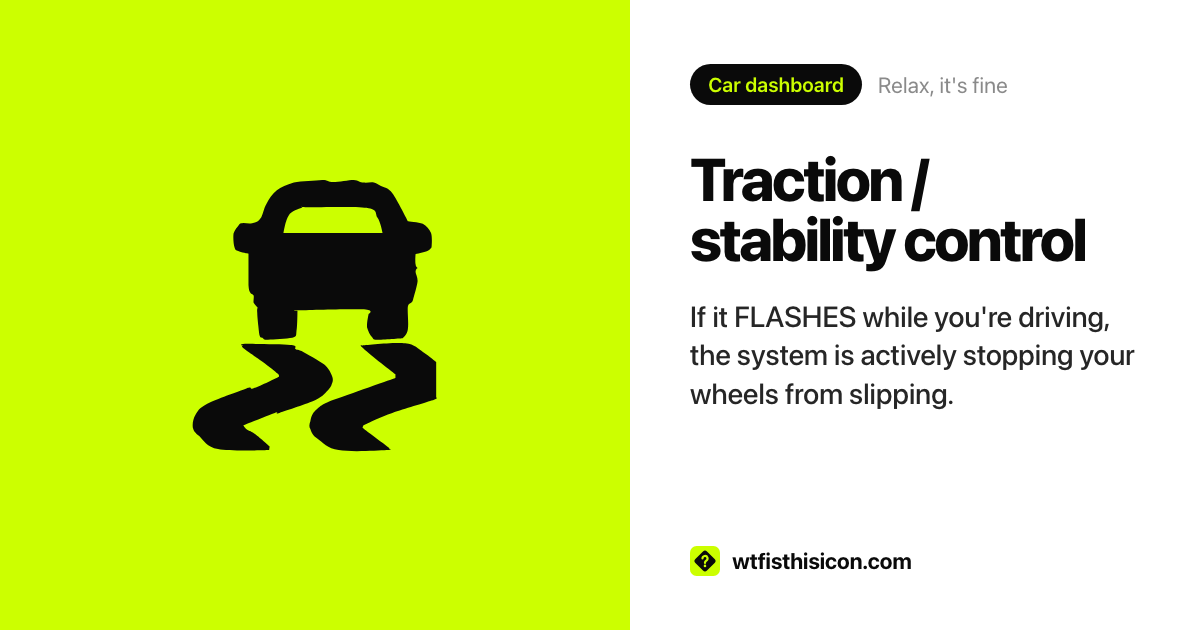 Car dashboard Relax, it's fine
Traction /
stability control
If it FLASHES while you're driving,
the system is actively stopping your
wheels from slipping.
? wtfisthisicon.com